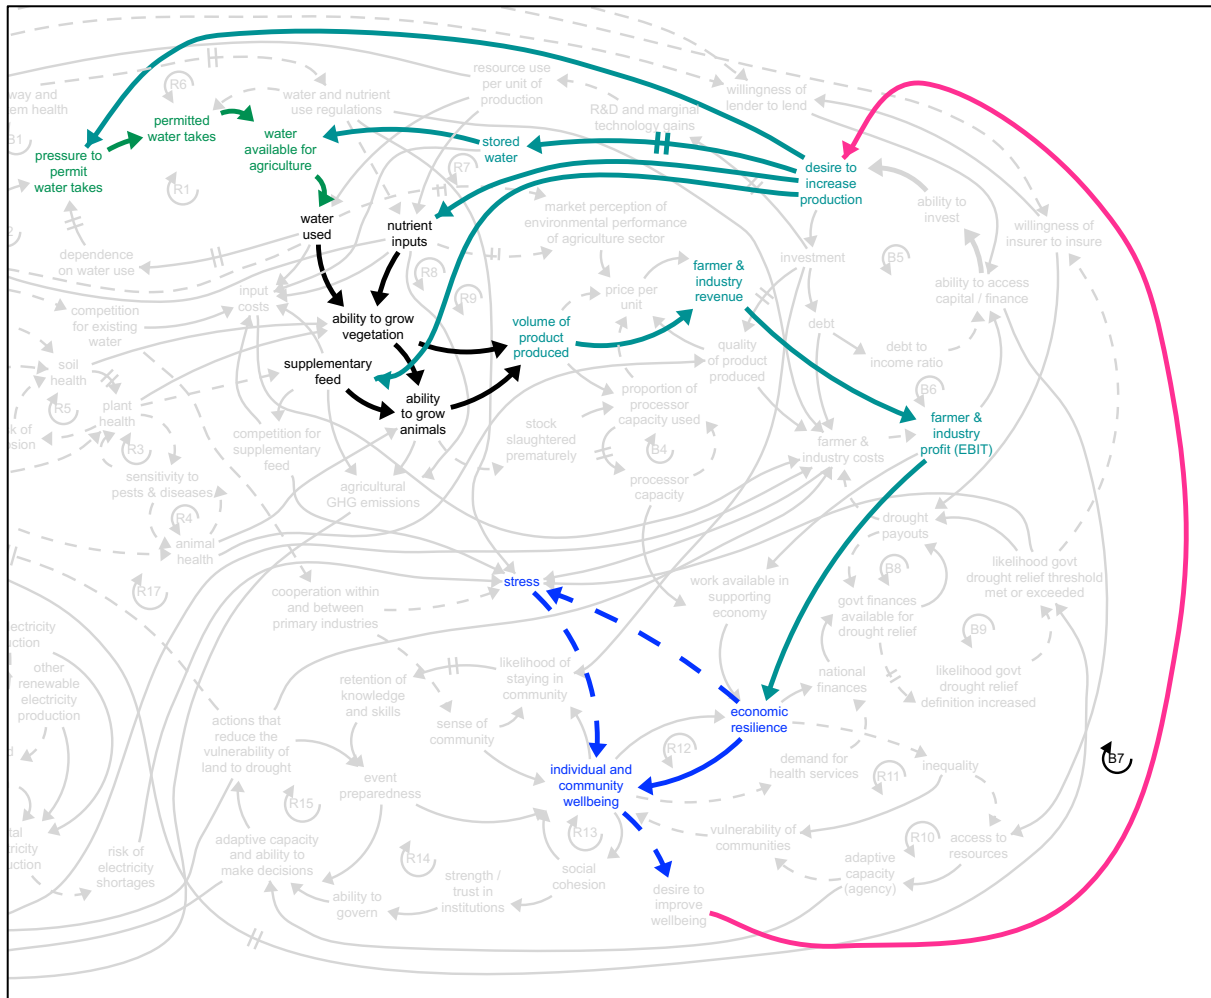 resource use
per unit of
production
willingness of
lender to lend
R6
way and
em health
water and nutrient
use regulations
R&D and marginal
technology gains
permitted
water takes
B1
water
available for
agriculture
stored
water
pressure to
permit
water takes
R7
desire to
increase
production
R1
ability to
invest
water
used
nutrient
inputs
market perception of
environmental performance
of agriculture sector
willingness of
insurer to insure
2
dependence
on water use
R8
investment
B5
farmer &
industry
revenue
input
costs
R9
price per
unit
ability to access
capital / finance
competition
for existing
water
ability to grow
vegetation
volume of
product
produced
debt
quality
of product
produced
debt to
income ratio
soil
health
supplementary
feed
B6
R5
plant
health
ability
to grow
animals
proportion of
processor
capacity used
k of
osion
farmer &
industry
profit (EBIT)
R3
competition for
supplementary
feed
stock
slaughtered
prematurely
B4
farmer &
industry costs
sensitivity to
pests & diseases
agricultural
GHG emissions
processor
capacity
R4
drought
payouts
animal
health
B8
likelihood govt
drought relief threshold
met or exceeded
R17
stress
cooperation within
and between
primary industries
work available in
supporting
economy
govt finances
available for
drought relief
B9
lectricity
uction
other
renewable
electricity
production
likelihood of
staying in
community
national
finances
likelihood govt
drought relief
definition increased
retention of
knowledge
and skills
actions that
reduce the
vulnerability of
land to drought
sense of
community
economic
resilience
R12
B7
demand for
health services
inequality
individual and
community
wellbeing
event
preparedness
R11
R15
tal
tricity
uction
R13
vulnerability of
communities
R10
access to
resources
risk of
electricity
shortages
adaptive capacity
and ability to
make decisions
R14
social
cohesion
adaptive
capacity
(agency)
strength /
trust in
institutions
ability to
govern
desire to
improve
wellbeing